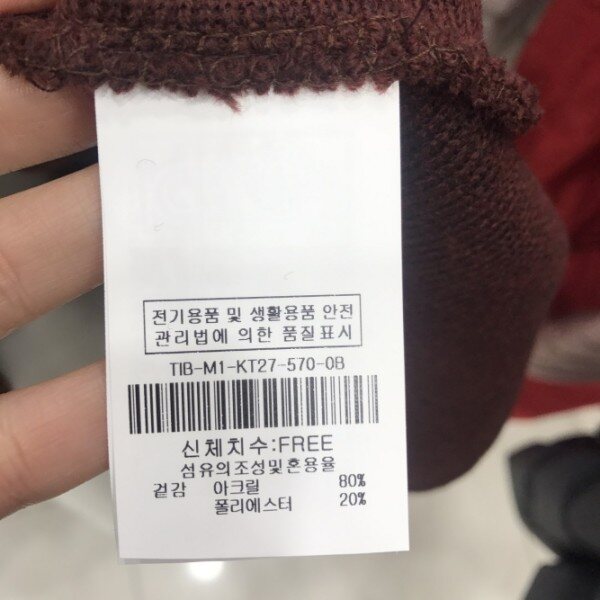 전기용품 및 생활용품 안전
관리법에 의한 품질표시
TIB-M1-KT27-570-0B
신체치수:FREE
섬유의조성및혼용율
겉감 아크릴 80%
폴리에스터 20%